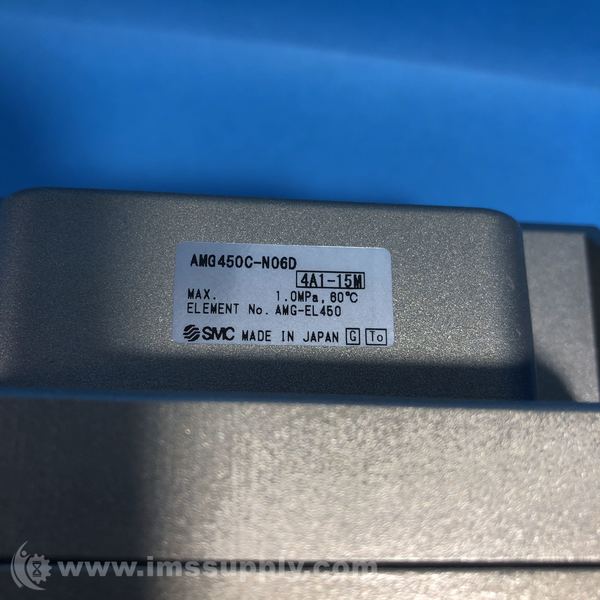 AMG450C-N06D
4A1-15M
MAX. 1.0MPa, 60℃
ELEMENT No. AMG-EL450
SMC MADE IN JAPAN G To
ims www.imssupply.com